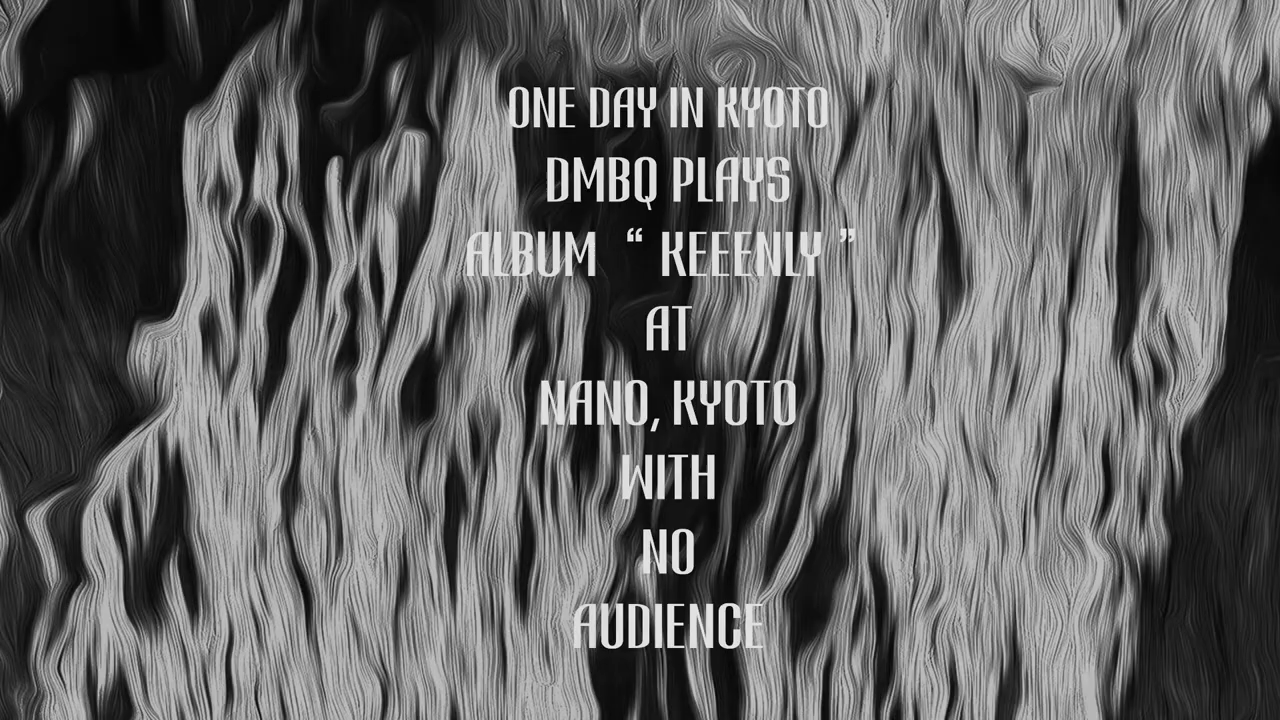 ONE DAY IN KYOTO
DMBQ PLAYS
ALBUM “ KEEENLY ”
AT
NANO, KYOTO
WITH
NO
AUDIENCE